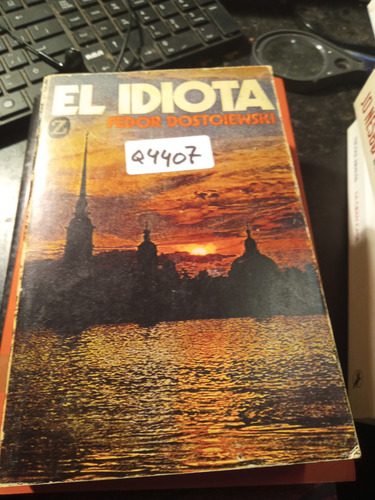 EL IDIOTA
Z
FEDOR DOSTOIEWSKI
Q4407